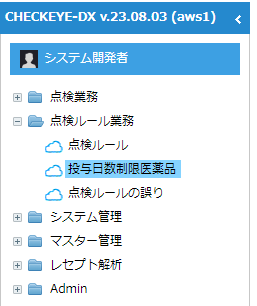 CHECKEYE-DX v.23.08.03 (aws1)
システム開発者
点検業務
点検ルール業務
点検ルール
投与日数制限医薬品
点検ルールの誤り
システム管理
マスター管理
レセプト解析
Admin